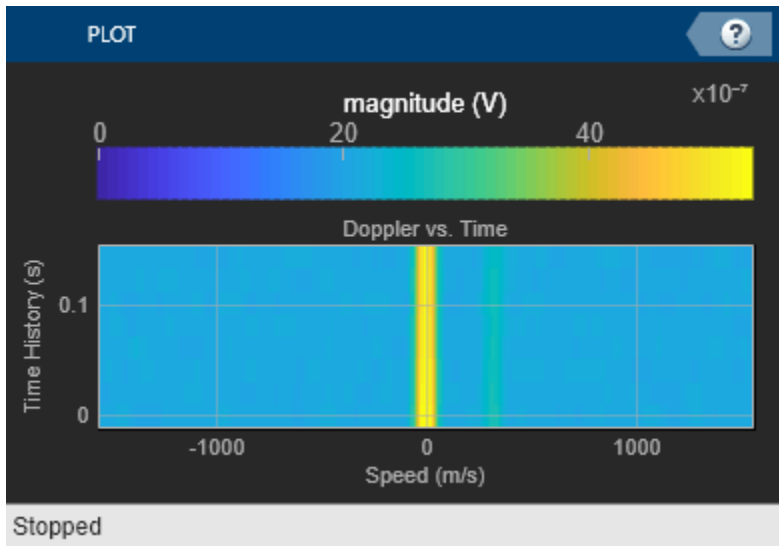 PLOT
?
x10⁻⁷
magnitude (V)
0 20 40
Doppler vs. Time
Time History (s)
0.1
0
-1000 0 1000
Speed (m/s)
Stopped